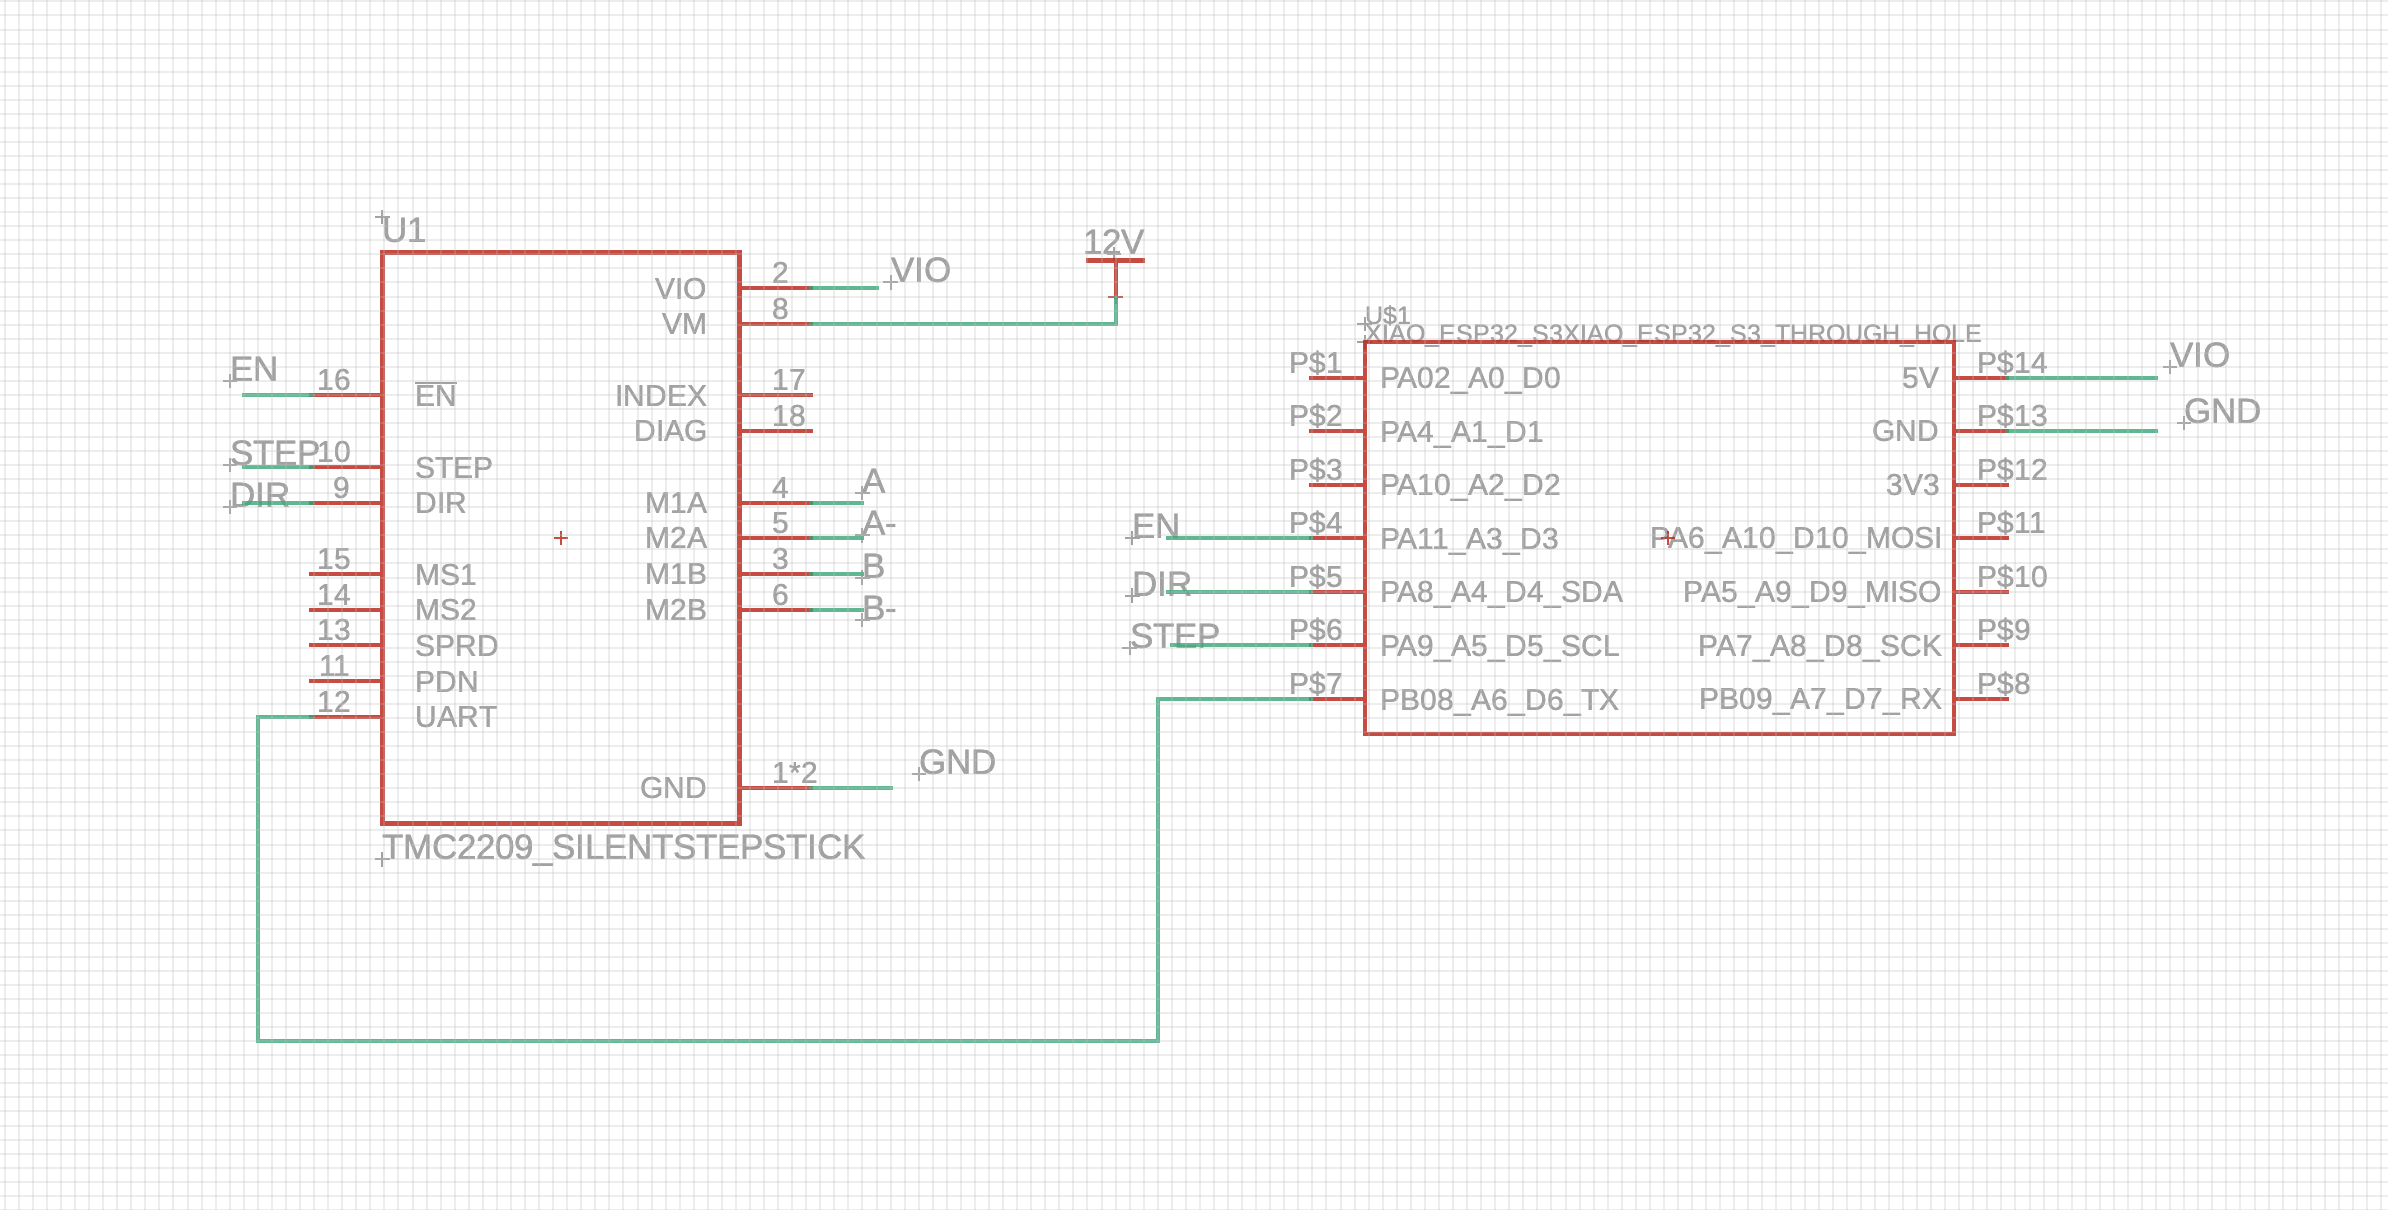 U1
VIO 2 VIO
VM 8
12V
EN 16 EN
INDEX 17
DIAG 18
STEP 10 STEP
DIR 9 DIR
M1A 4 A
M2A 5 A-
M1B 3 B
M2B 6 B-
15 MS1
14 MS2
13 SPRD
11 PDN
12 UART
GND 1*2 GND
TMC2209_SILENTSTEPSTICK
U$1
XIAO_ESP32_S3XIAO_ESP32_S3_THROUGH_HOLE
P$1 PA02_A0_D0
5V P$14 VIO
P$2 PA4_A1_D1
GND P$13 GND
P$3 PA10_A2_D2
3V3 P$12
EN P$4 PA11_A3_D3
PA6_A10_D10_MOSI P$11
DIR P$5 PA8_A4_D4_SDA
PA5_A9_D9_MISO P$10
STEP P$6 PA9_A5_D5_SCL
PA7_A8_D8_SCK P$9
P$7 PB08_A6_D6_TX
PB09_A7_D7_RX P$8